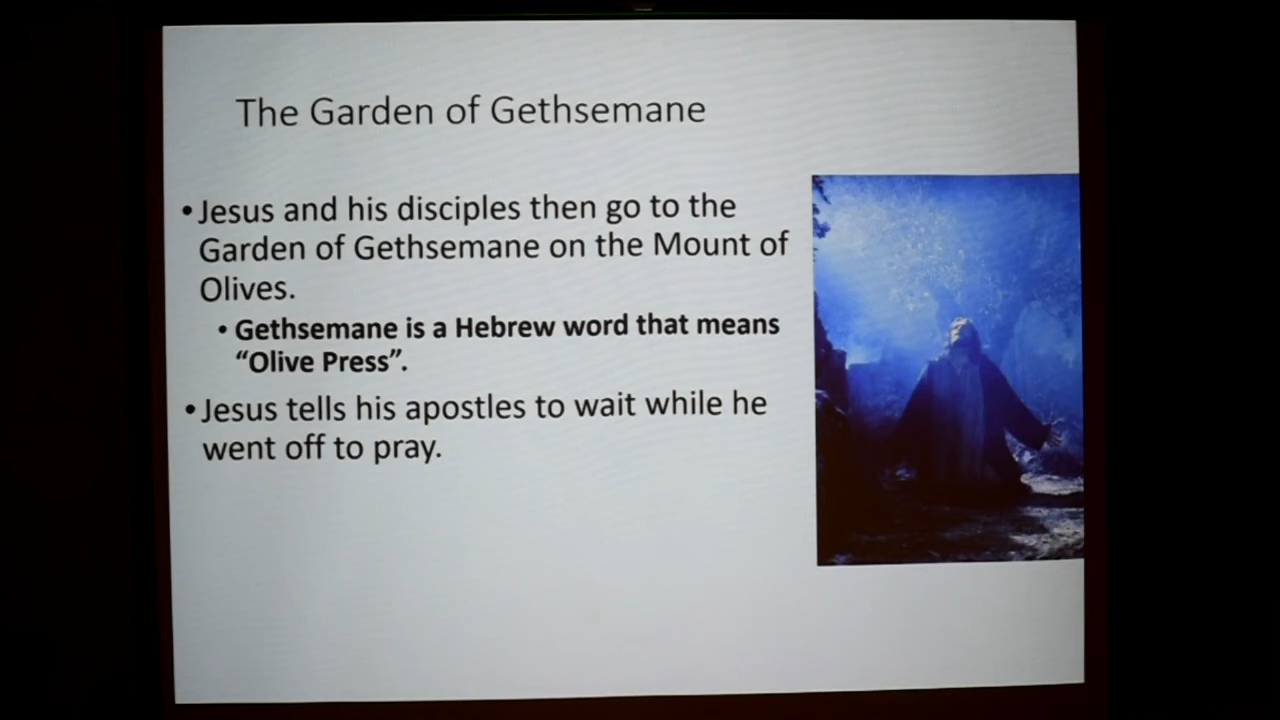 The Garden of Gethsemane
•Jesus and his disciples then go to the
Garden of Gethsemane on the Mount of
Olives.
• Gethsemane is a Hebrew word that means
“Olive Press”.
•Jesus tells his apostles to wait while he
went off to pray.